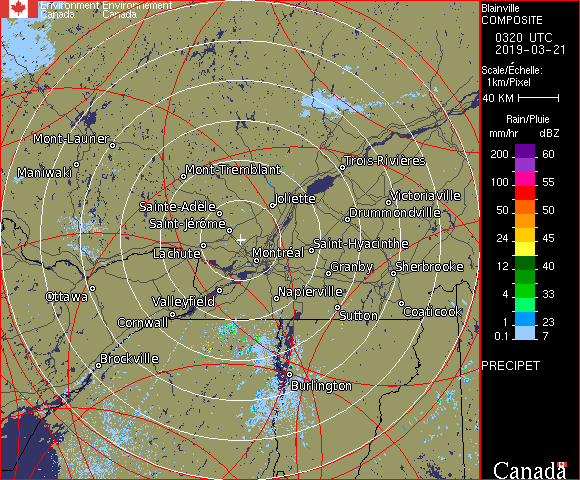 Environment Environnement
Canada Canada
Blainville
COMPOSITE
0320 UTC
2019-03-21
Scale/Échelle:
1km/Pixel
40 KM
Rain/Pluie
mm/hr dBZ
200 60
100 55
50 50
24 45
12 40
4 33
1 23
0.1 7
PRECIPET
Canada
Mont-Laurier
Maniwaki
Mont-Tremblant
Trois-Rivières
Joliette
Victoriaville
Sainte-Adèle
Drummondville
Saint-Jérôme
Lachute
Montréal
Saint-Hyacinthe
Granby
Sherbrooke
Ottawa
Valleyfield
Napierville
Cornwall
Sutton
Coaticook
Brockville
Burlington